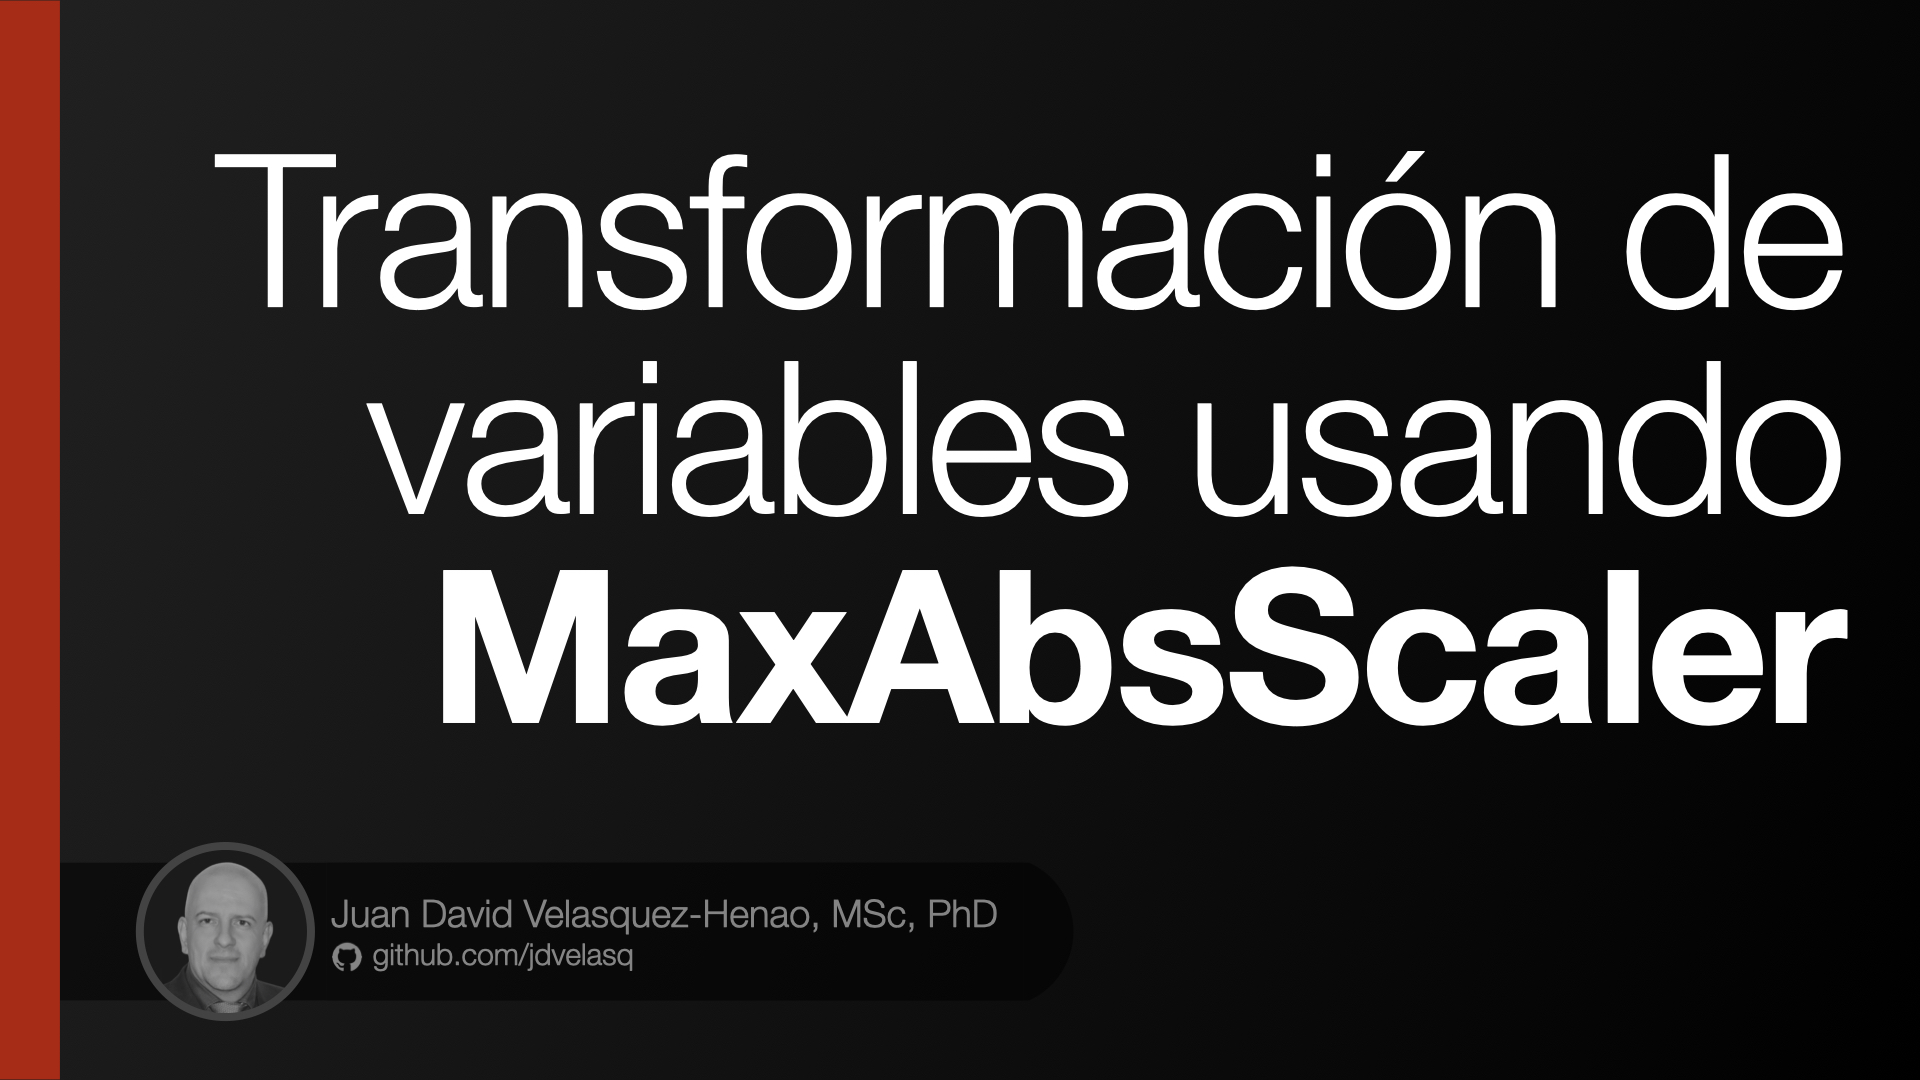 Transformación de
variables usando
MaxAbsScaler
Juan David Velasquez-Henao, MSc, PhD
github.com/jdvelasq